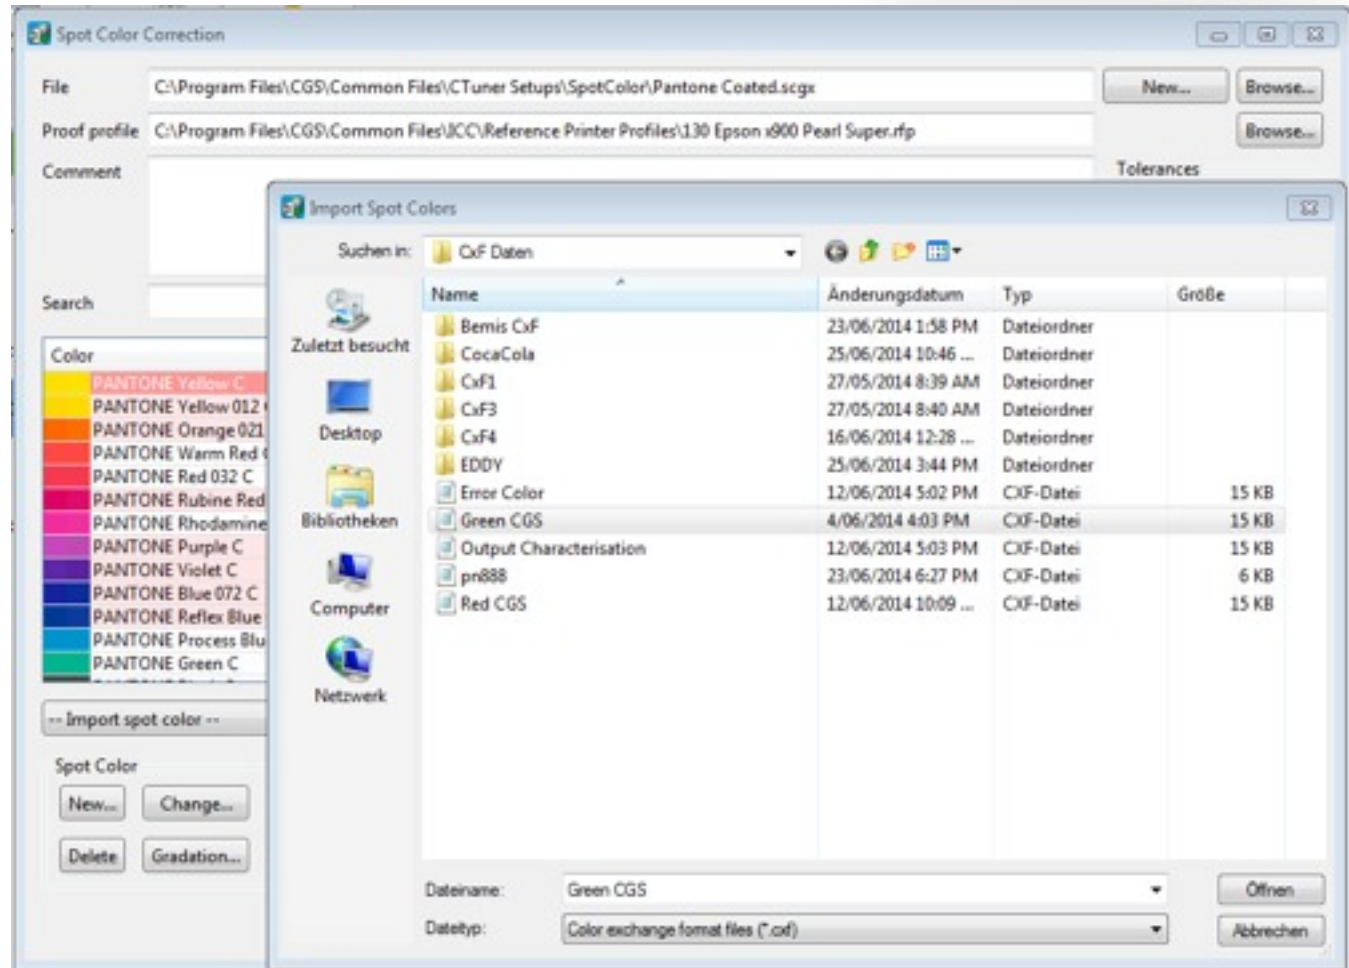 Spot Color Correction
File C:\Program Files\CGS\Common Files\CTuner Setups\SpotColor\Pantone Coated.scgx New... Browse...
Proof profile C:\Program Files\CGS\Common Files\ICC\Reference Printer Profiles\130 Epson x900 Pearl Super.rfp Browse...
Comment Tolerances
Import Spot Colors
Suchen in: CxF Daten
Search
Name Änderungsdatum Typ Größe
Bemis CxF 23/06/2014 1:58 PM Dateiordner
CocaCola 25/06/2014 10:46 ... Dateiordner
CxF1 27/05/2014 8:39 AM Dateiordner
CxF3 27/05/2014 8:40 AM Dateiordner
CxF4 16/06/2014 12:28 ... Dateiordner
EDDY 25/06/2014 3:44 PM Dateiordner
Error Color 12/06/2014 5:02 PM CXF-Datei 15 KB
Green CGS 4/06/2014 4:03 PM CXF-Datei 15 KB
Output Characterisation 12/06/2014 5:03 PM CXF-Datei 15 KB
pn888 23/06/2014 6:27 PM CXF-Datei 6 KB
Red CGS 12/06/2014 10:09 ... CXF-Datei 15 KB
Zuletzt besucht
Desktop
Bibliotheken
Computer
Netzwerk
Color
PANTONE Yellow C
PANTONE Yellow 012
PANTONE Orange 021
PANTONE Warm Red
PANTONE Red 032 C
PANTONE Rubine Red
PANTONE Rhodamine
PANTONE Purple C
PANTONE Violet C
PANTONE Blue 072 C
PANTONE Reflex Blue
PANTONE Process Blu
PANTONE Green C
-- Import spot color --
Spot Color
New... Change...
Delete Gradation...
Dateiname: Green CGS Öffnen
Dateityp: Color exchange format files (*.cxf) Abbrechen